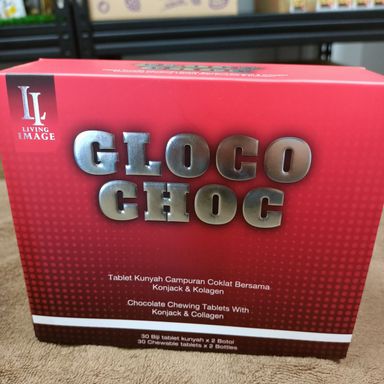 LL
LIVING
IMAGE
GLOCO
CHOC
Tablet Kunyah Campuran Coklat Bersama
Konjack & Kolagen
Chocolate Chewing Tablets With
Konjack & Collagen
30 Biji tablet kunyah x 2 Botol
30 Chewable tablets x 2 Bottles